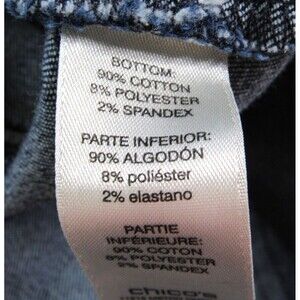 BOTTOM:
90% COTTON
8% POLYESTER
2% SPANDEX
PARTE INFERIOR:
90% ALGODÓN
8% poliéster
2% elastano
PARTIE
INFÉRIEURE:
90% COTON
8% POLYESTER
2% SPANDEX
chico's